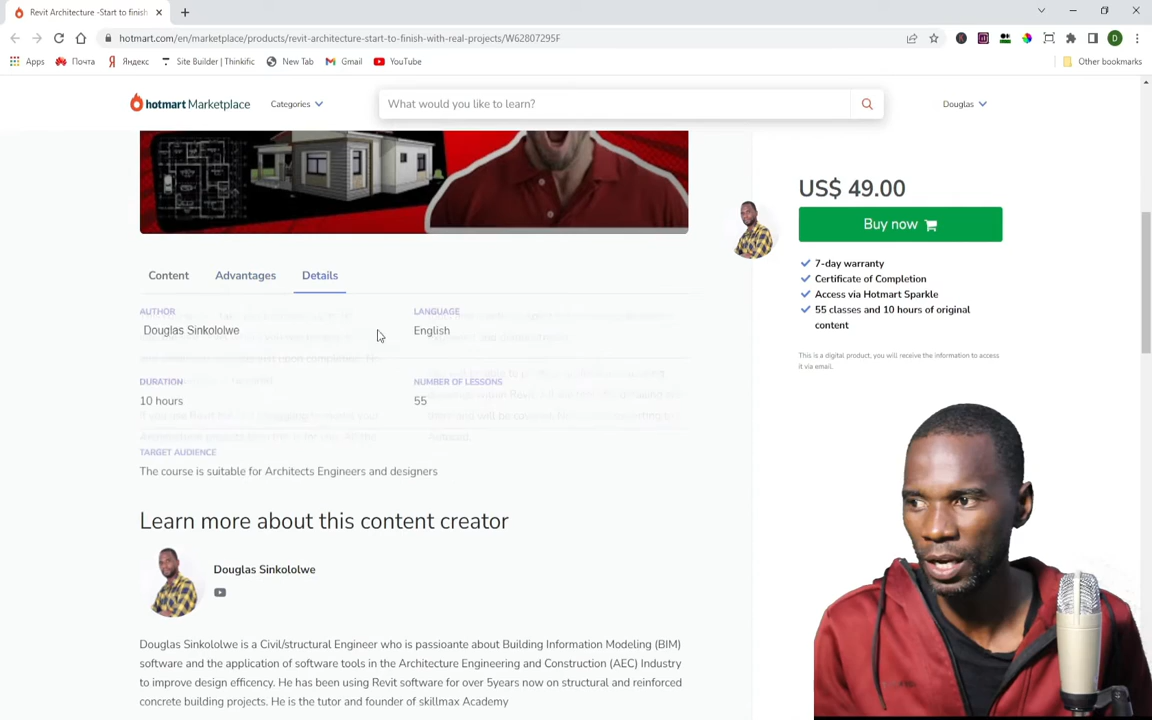 Revit Architecture -Start to finish
hotmart.com/en/marketplace/products/revit-architecture-start-to-finish-with-real-projects/W62807295F
Apps
Почта
Яндекс
Site Builder | Thinkific
New Tab
Gmail
YouTube
Other bookmarks
hotmart Marketplace
Categories
What would you like to learn?
Douglas
US$ 49.00
Buy now
7-day warranty
Certificate of Completion
Access via Hotmart Sparkle
55 classes and 10 hours of original
content
This is a digital product, you will receive the information to access
it via email.
Content
Advantages
Details
AUTHOR
Douglas Sinkololwe
LANGUAGE
English
DURATION
10 hours
NUMBER OF LESSONS
55
TARGET AUDIENCE
The course is suitable for Architects Engineers and designers
Learn more about this content creator
Douglas Sinkololwe
Douglas Sinkololwe is a Civil/structural Engineer who is passioante about Building Information Modeling (BIM)
software and the application of software tools in the Architecture Engineering and Construction (AEC) Industry
to improve design efficency. He has been using Revit software for over 5years now on structural and reinforced
concrete building projects. He is the tutor and founder of skillmax Academy